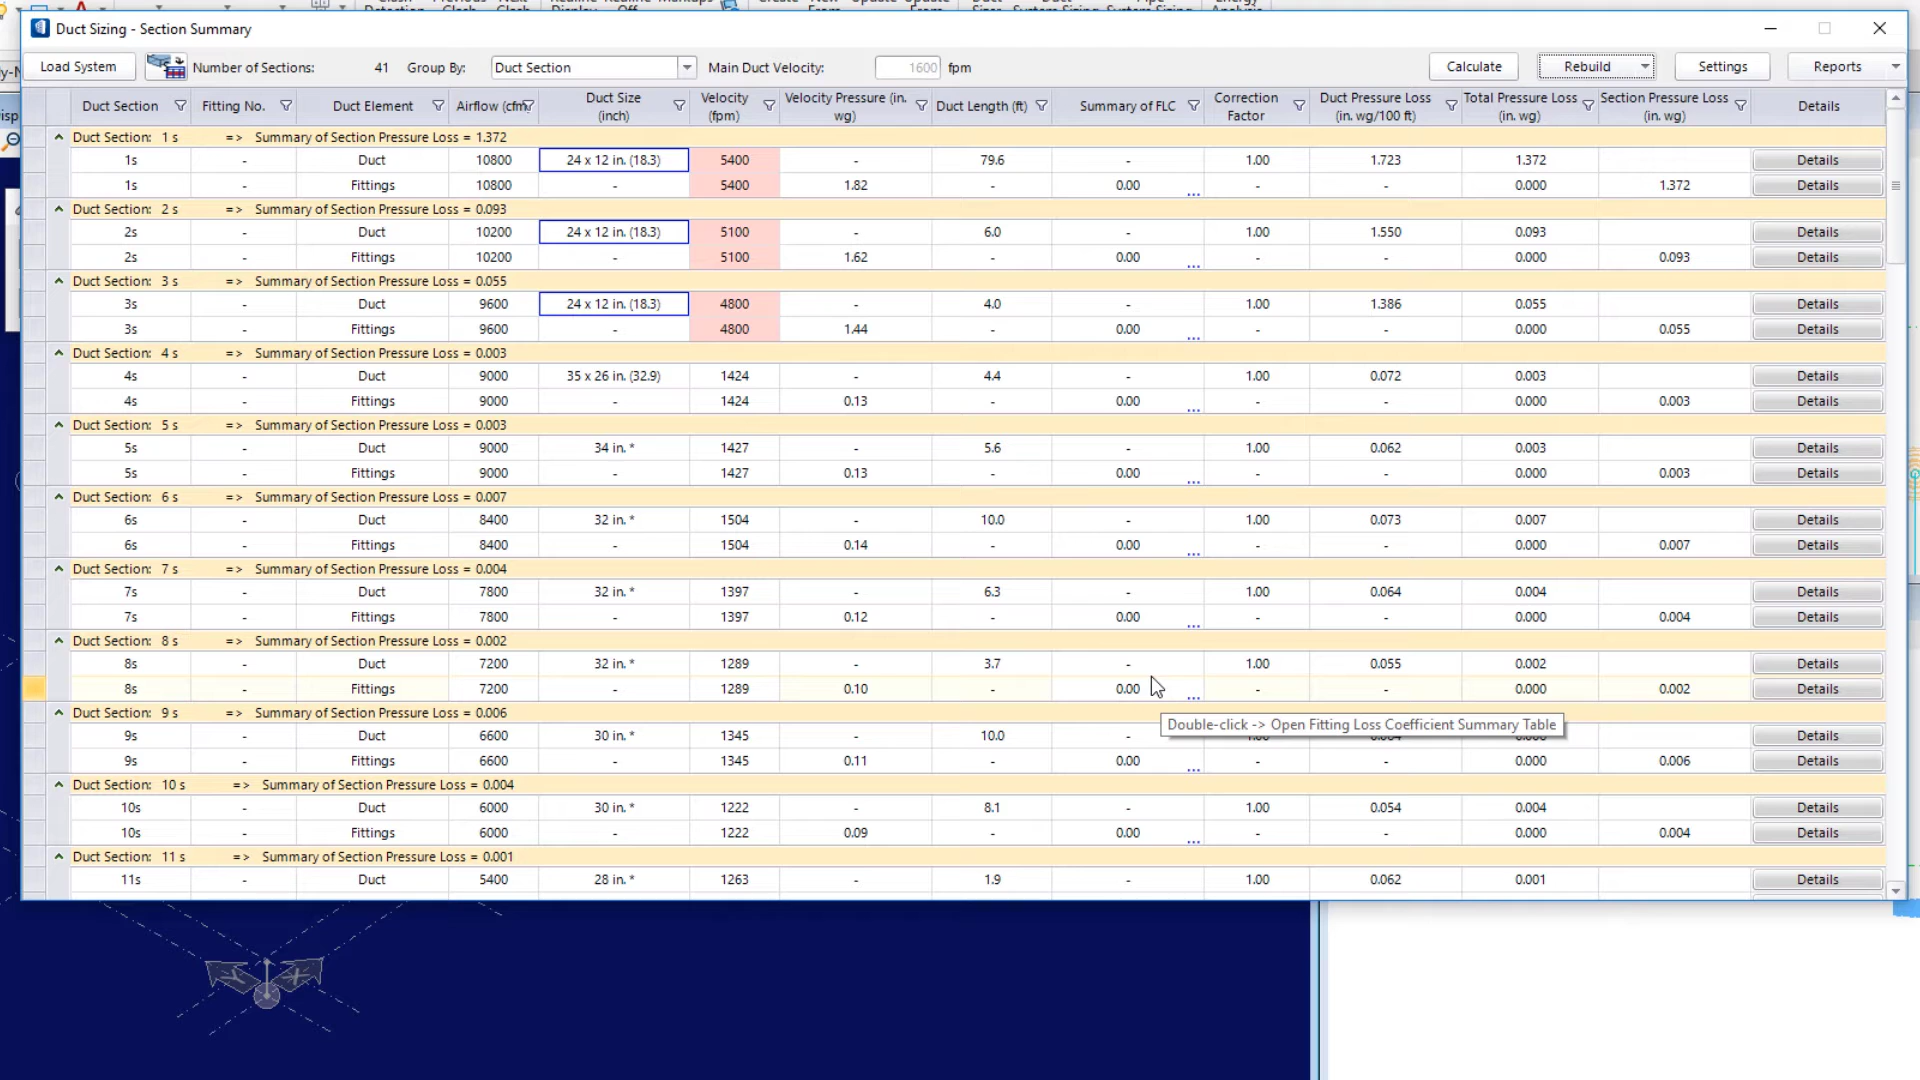 Duct Sizing - Section Summary
Load System Number of Sections: 41 Group By: Duct Section Main Duct Velocity: 1600 fpm Calculate Rebuild Settings Reports
Duct Section Fitting No. Duct Element Airflow (cfm) Duct Size (inch) Velocity (fpm) Velocity Pressure (in. wg) Duct Length (ft) Summary of FLC Correction Factor Duct Pressure Loss (in. wg/100 ft) Total Pressure Loss (in. wg) Section Pressure Loss (in. wg) Details
Duct Section: 1 s => Summary of Section Pressure Loss = 1.372
1s - Duct 10800 24 x 12 in. (18.3) 5400 - 79.6 - 1.00 1.723 1.372 Details
1s - Fittings 10800 - 5400 1.82 - 0.00 ... - - 0.000 1.372 Details
Duct Section: 2 s => Summary of Section Pressure Loss = 0.093
2s - Duct 10200 24 x 12 in. (18.3) 5100 - 6.0 - 1.00 1.550 0.093 Details
2s - Fittings 10200 - 5100 1.62 - 0.00 ... - - 0.000 0.093 Details
Duct Section: 3 s => Summary of Section Pressure Loss = 0.055
3s - Duct 9600 24 x 12 in. (18.3) 4800 - 4.0 - 1.00 1.386 0.055 Details
3s - Fittings 9600 - 4800 1.44 - 0.00 ... - - 0.000 0.055 Details
Duct Section: 4 s => Summary of Section Pressure Loss = 0.003
4s - Duct 9000 35 x 26 in. (32.9) 1424 - 4.4 - 1.00 0.072 0.003 Details
4s - Fittings 9000 - 1424 0.13 - 0.00 ... - - 0.000 0.003 Details
Duct Section: 5 s => Summary of Section Pressure Loss = 0.003
5s - Duct 9000 34 in. * 1427 - 5.6 - 1.00 0.062 0.003 Details
5s - Fittings 9000 - 1427 0.13 - 0.00 ... - - 0.000 0.003 Details
Duct Section: 6 s => Summary of Section Pressure Loss = 0.007
6s - Duct 8400 32 in. * 1504 - 10.0 - 1.00 0.073 0.007 Details
6s - Fittings 8400 - 1504 0.14 - 0.00 ... - - 0.000 0.007 Details
Duct Section: 7 s => Summary of Section Pressure Loss = 0.004
7s - Duct 7800 32 in. * 1397 - 6.3 - 1.00 0.064 0.004 Details
7s - Fittings 7800 - 1397 0.12 - 0.00 ... - - 0.000 0.004 Details
Duct Section: 8 s => Summary of Section Pressure Loss = 0.002
8s - Duct 7200 32 in. * 1289 - 3.7 - 1.00 0.055 0.002 Details
8s - Fittings 7200 - 1289 0.10 - 0.00 ... - - 0.000 0.002 Details
Duct Section: 9 s => Summary of Section Pressure Loss = 0.006
Double-click -> Open Fitting Loss Coefficient Summary Table
9s - Duct 6600 30 in. * 1345 - 10.0 - Details
9s - Fittings 6600 - 1345 0.11 - 0.00 ... - - 0.000 0.006 Details
Duct Section: 10 s => Summary of Section Pressure Loss = 0.004
10s - Duct 6000 30 in. * 1222 - 8.1 - 1.00 0.054 0.004 Details
10s - Fittings 6000 - 1222 0.09 - 0.00 ... - - 0.000 0.004 Details
Duct Section: 11 s => Summary of Section Pressure Loss = 0.001
11s - Duct 5400 28 in. * 1263 - 1.9 - 1.00 0.062 0.001 Details